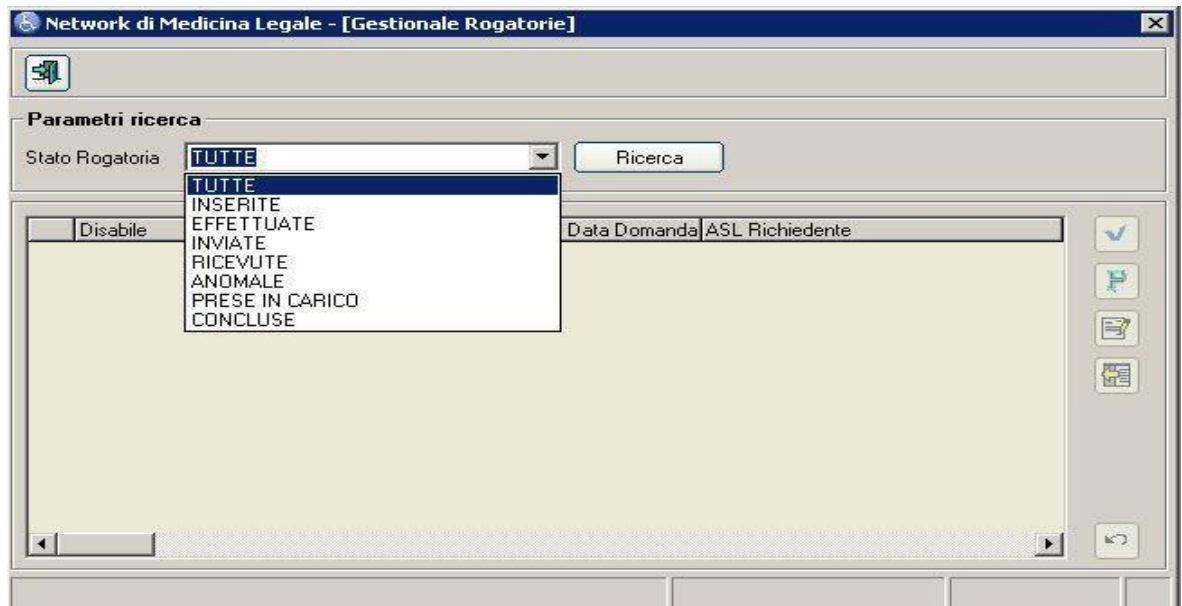 Network di Medicina Legale - [Gestionale Rogatorie]
Parametri ricerca
Stato Rogatoria TUTTE Ricerca
TUTTE
INSERITE
EFFETTUATE
INVIATE
RICEVUTE
ANOMALE
PRESE IN CARICO
CONCLUSE
Disabile Data Domanda ASL Richiedente